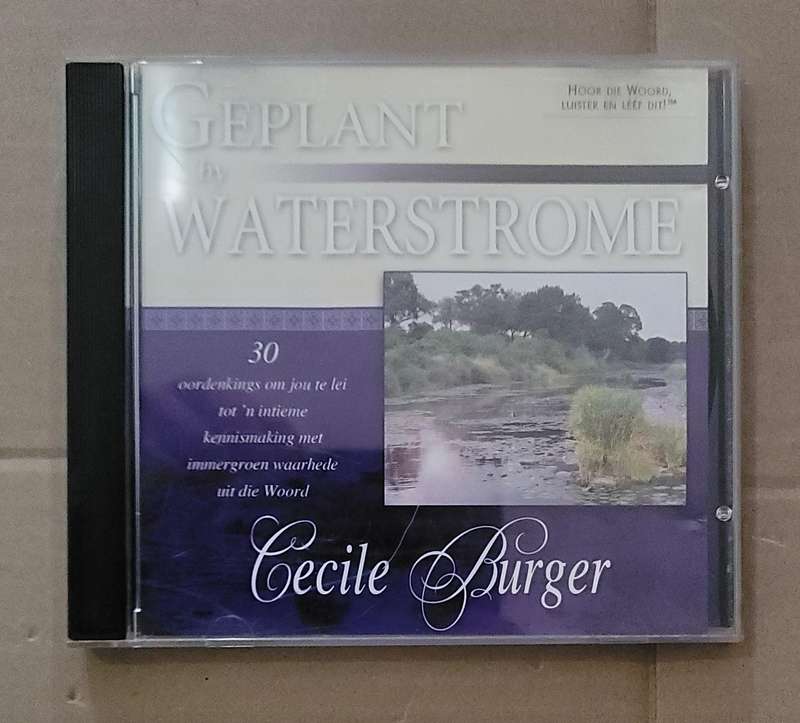 GEPLANT
by
WATERSTROME
HOOR DIE WOORD,
LUISTER EN LÉÉF DIT!™
30
oordenkings om jou te lei
tot 'n intieme
kennismaking met
immergroen waarhede
uit die Woord
Cecile Burger